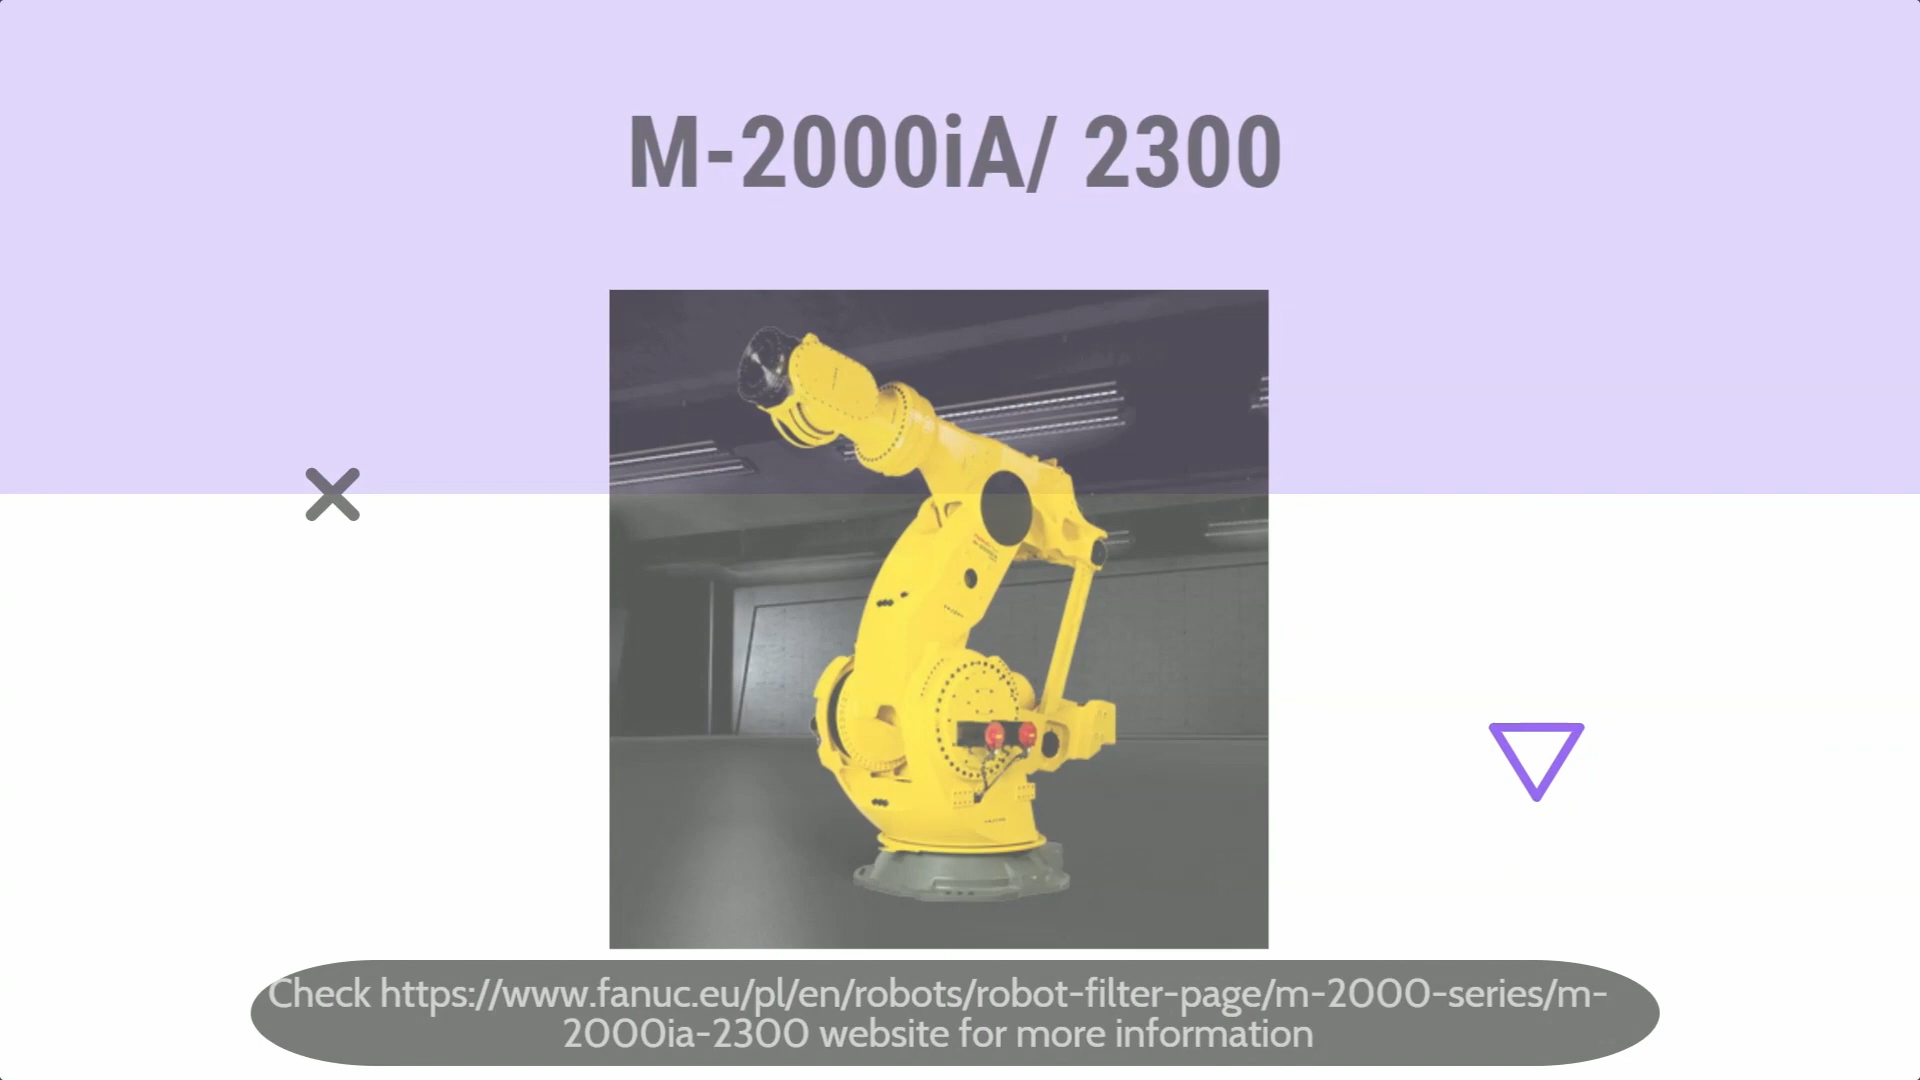 M-2000iA/ 2300
Check https://www.fanuc.eu/pl/en/robots/robot-filter-page/m-2000-series/m-
2000ia-2300 website for more information